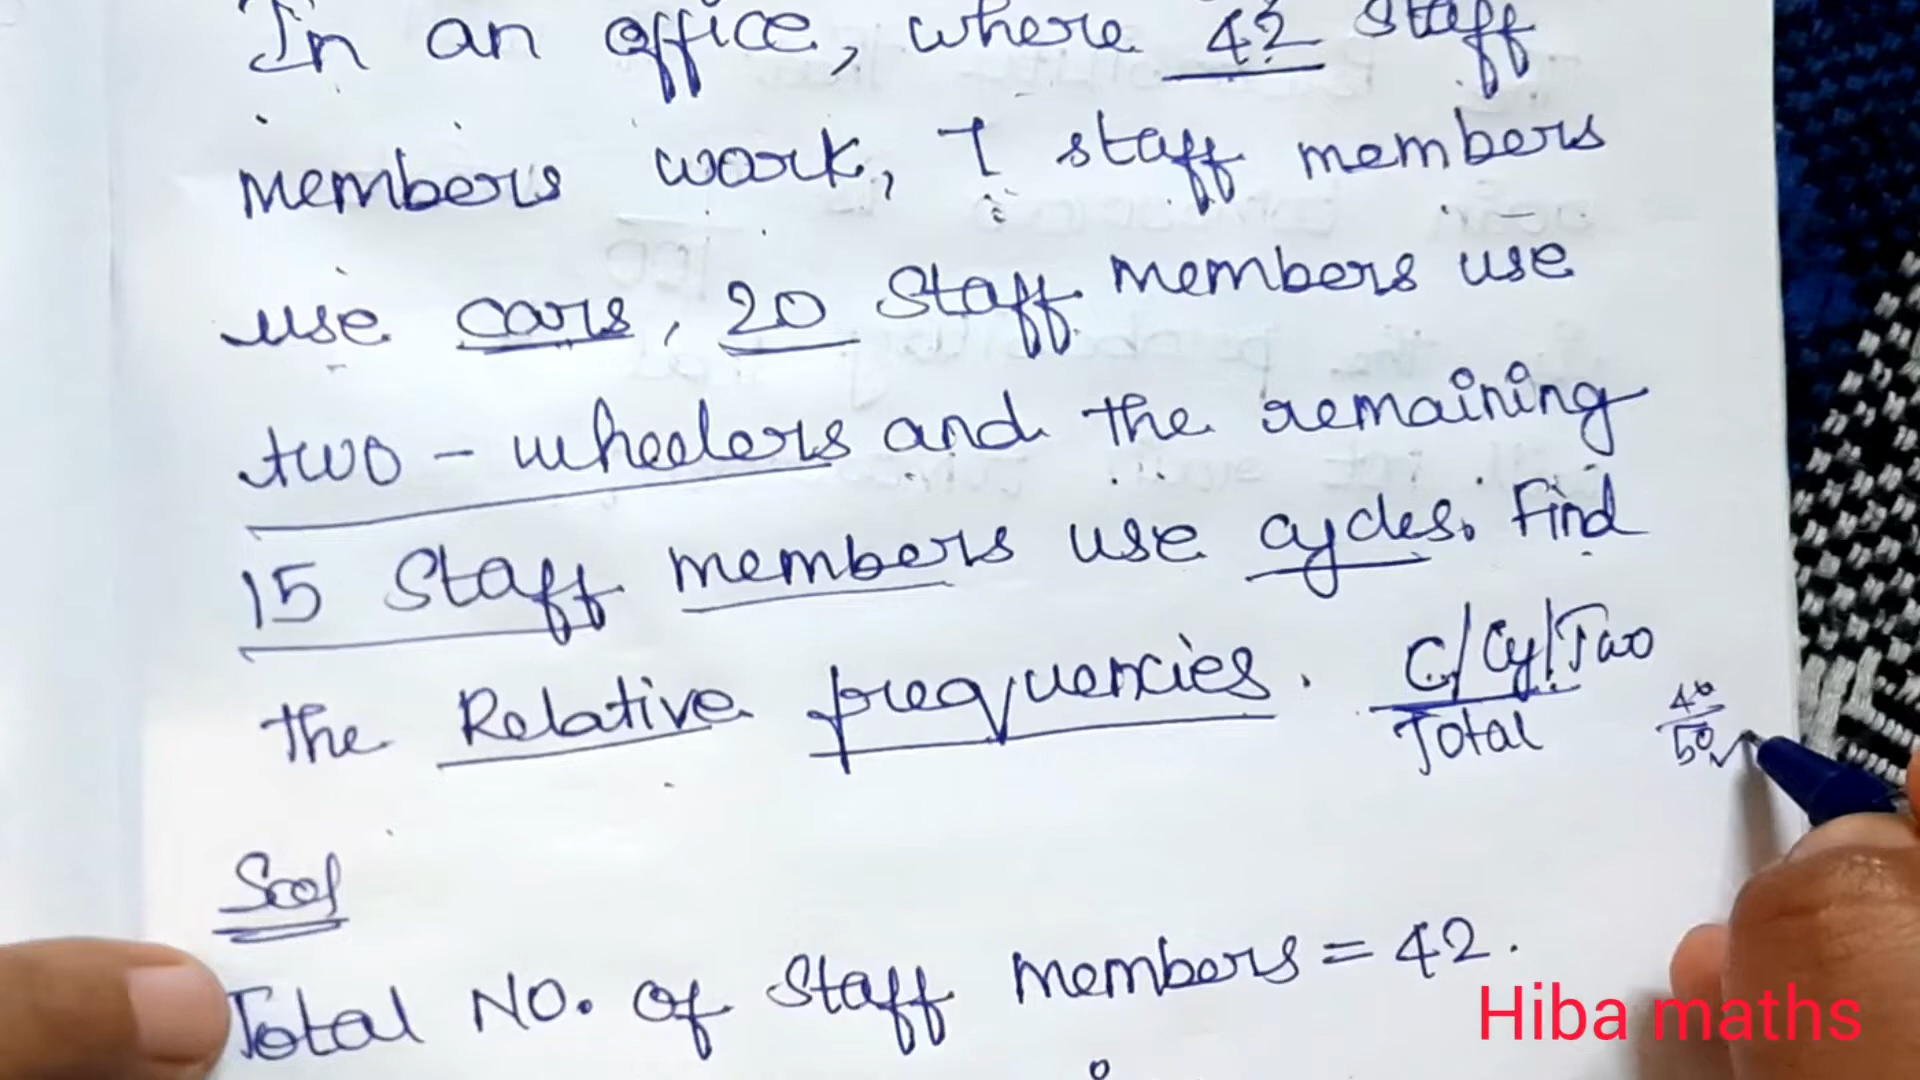 In an office, where 42 staff
members work, 7 staff members
use cars, 20 staff members use
two - wheelers and the remaining
15 staff members use cycles. Find
the Relative frequencies. C/Cy/Two
Total
40
50
Sol
Total No. of staff members = 42.
Hiba maths